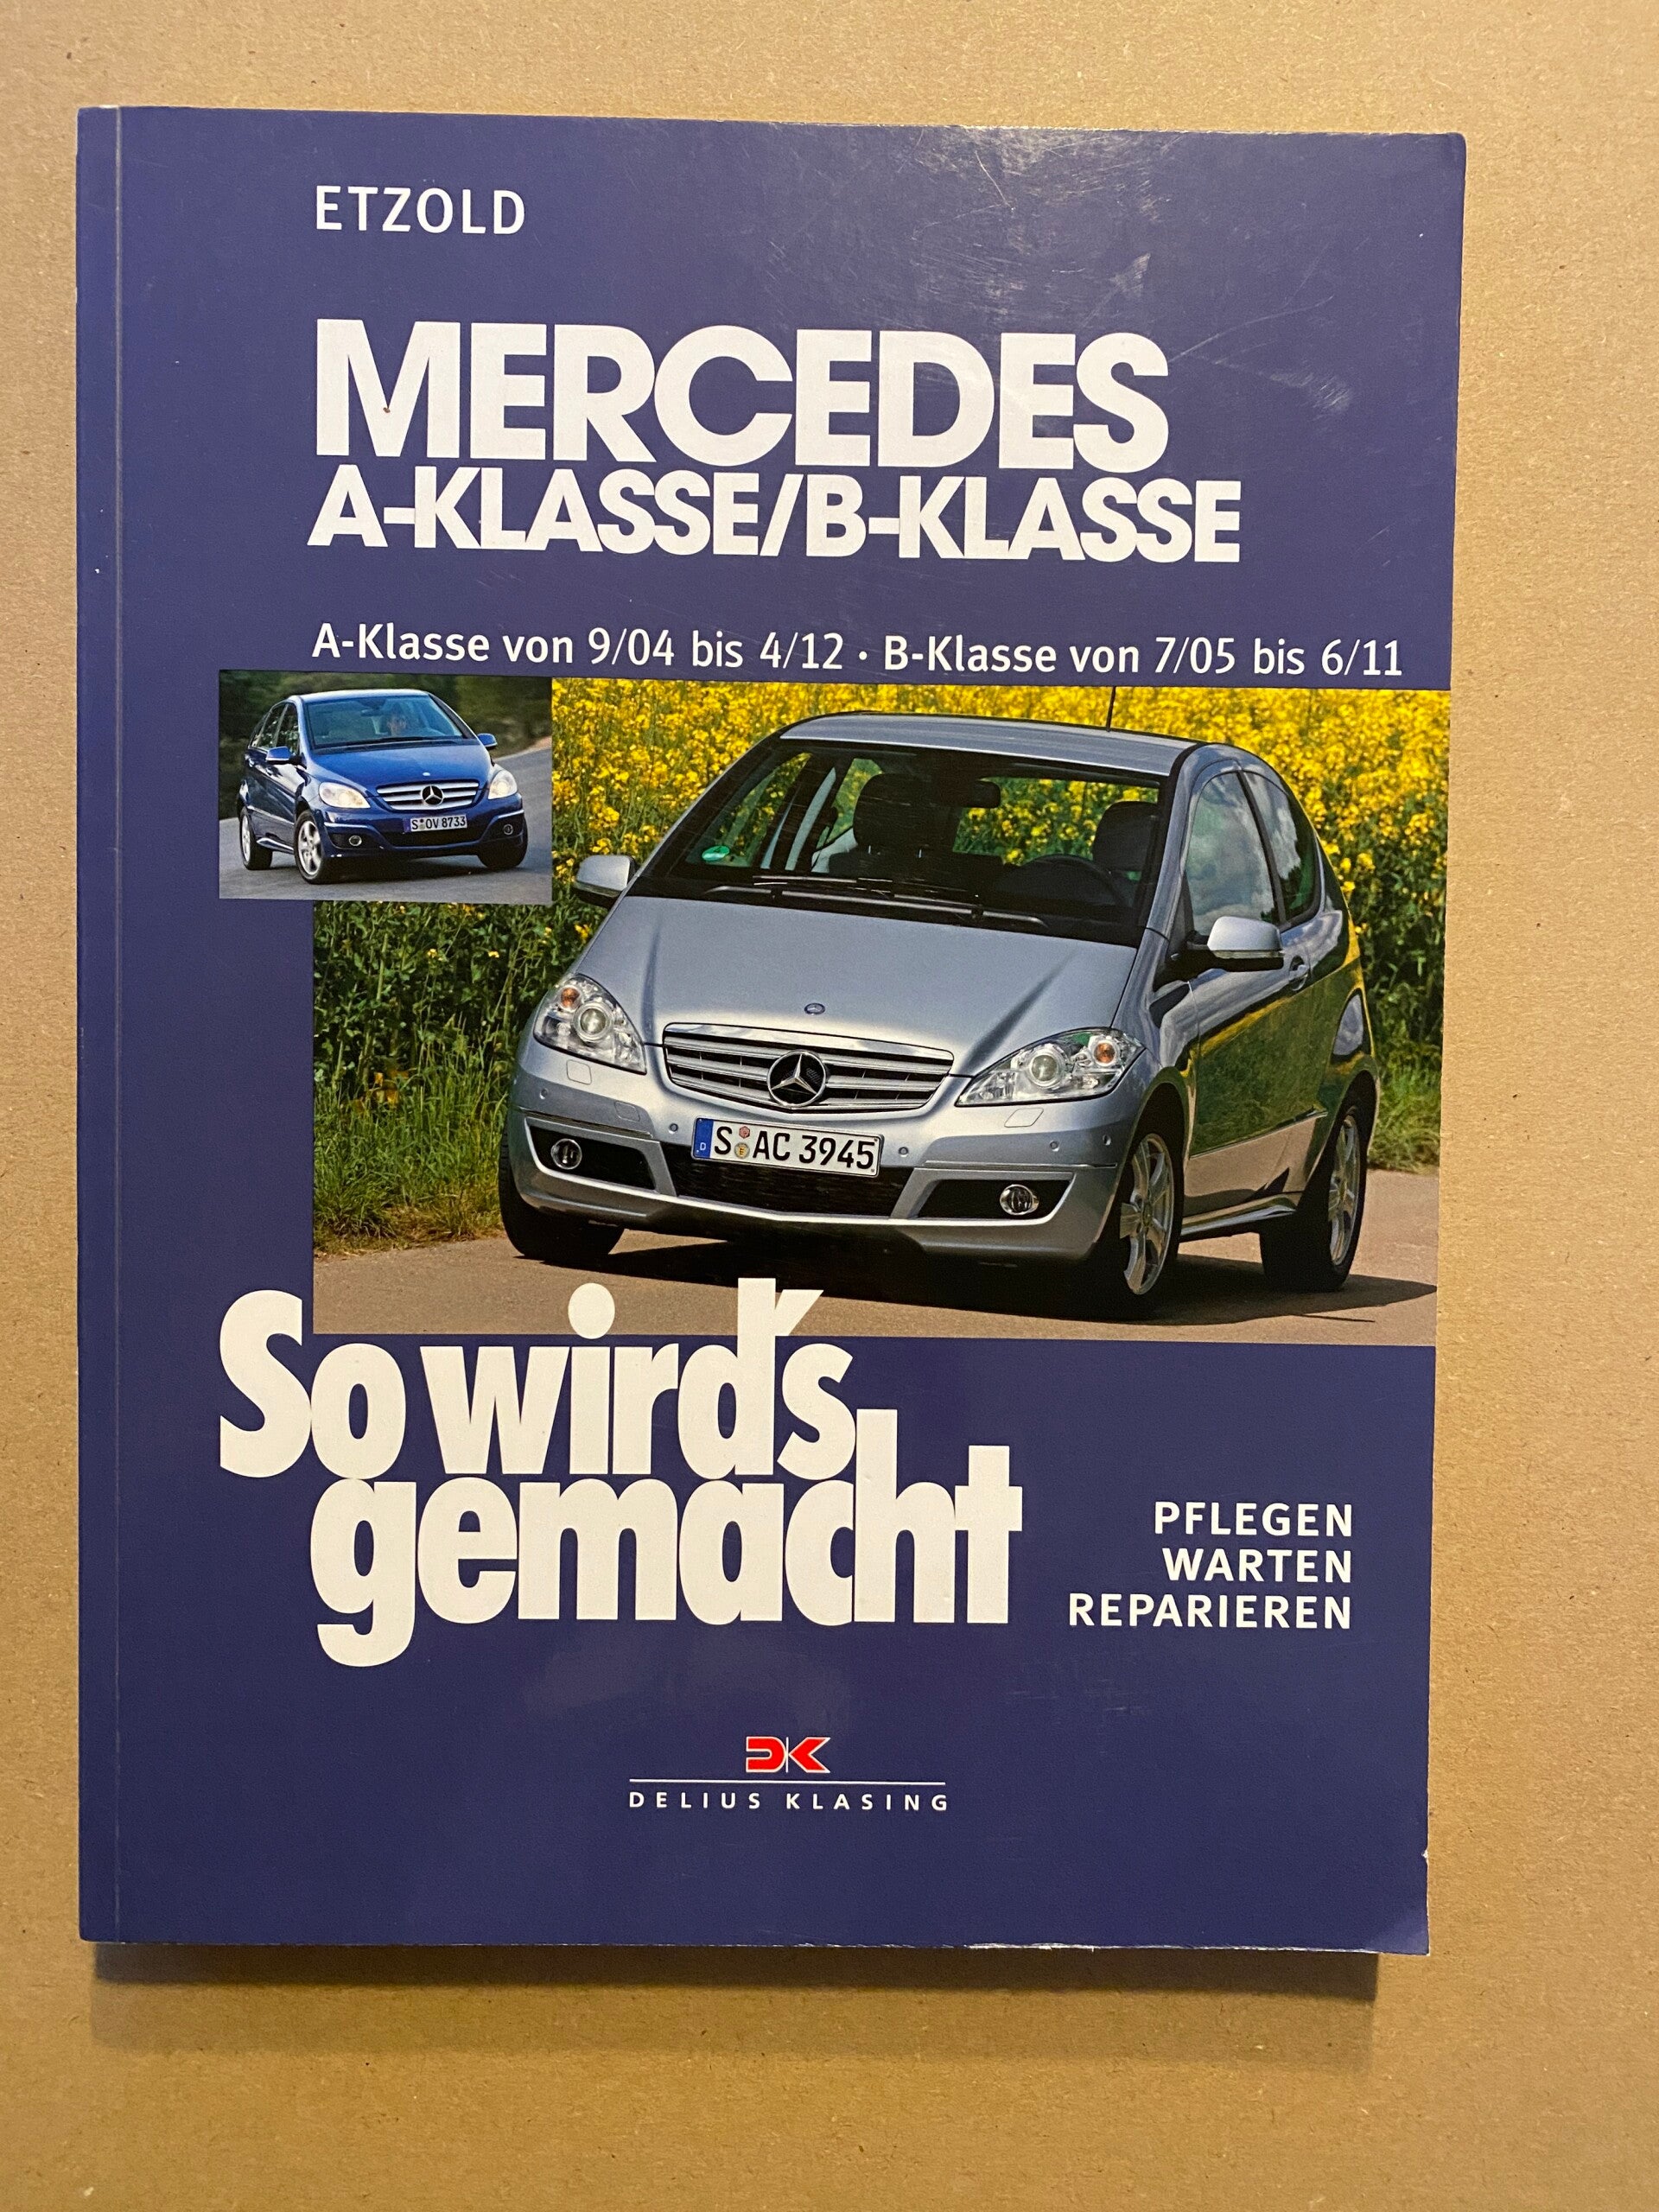 ETZOLD
MERCEDES
A-KLASSE/B-KLASSE
A-Klasse von 9/04 bis 4/12 · B-Klasse von 7/05 bis 6/11
S OV 8733
D
S AC 3945
So wird's
gemacht
PFLEGEN
WARTEN
REPARIEREN
DK
DELIUS KLASING